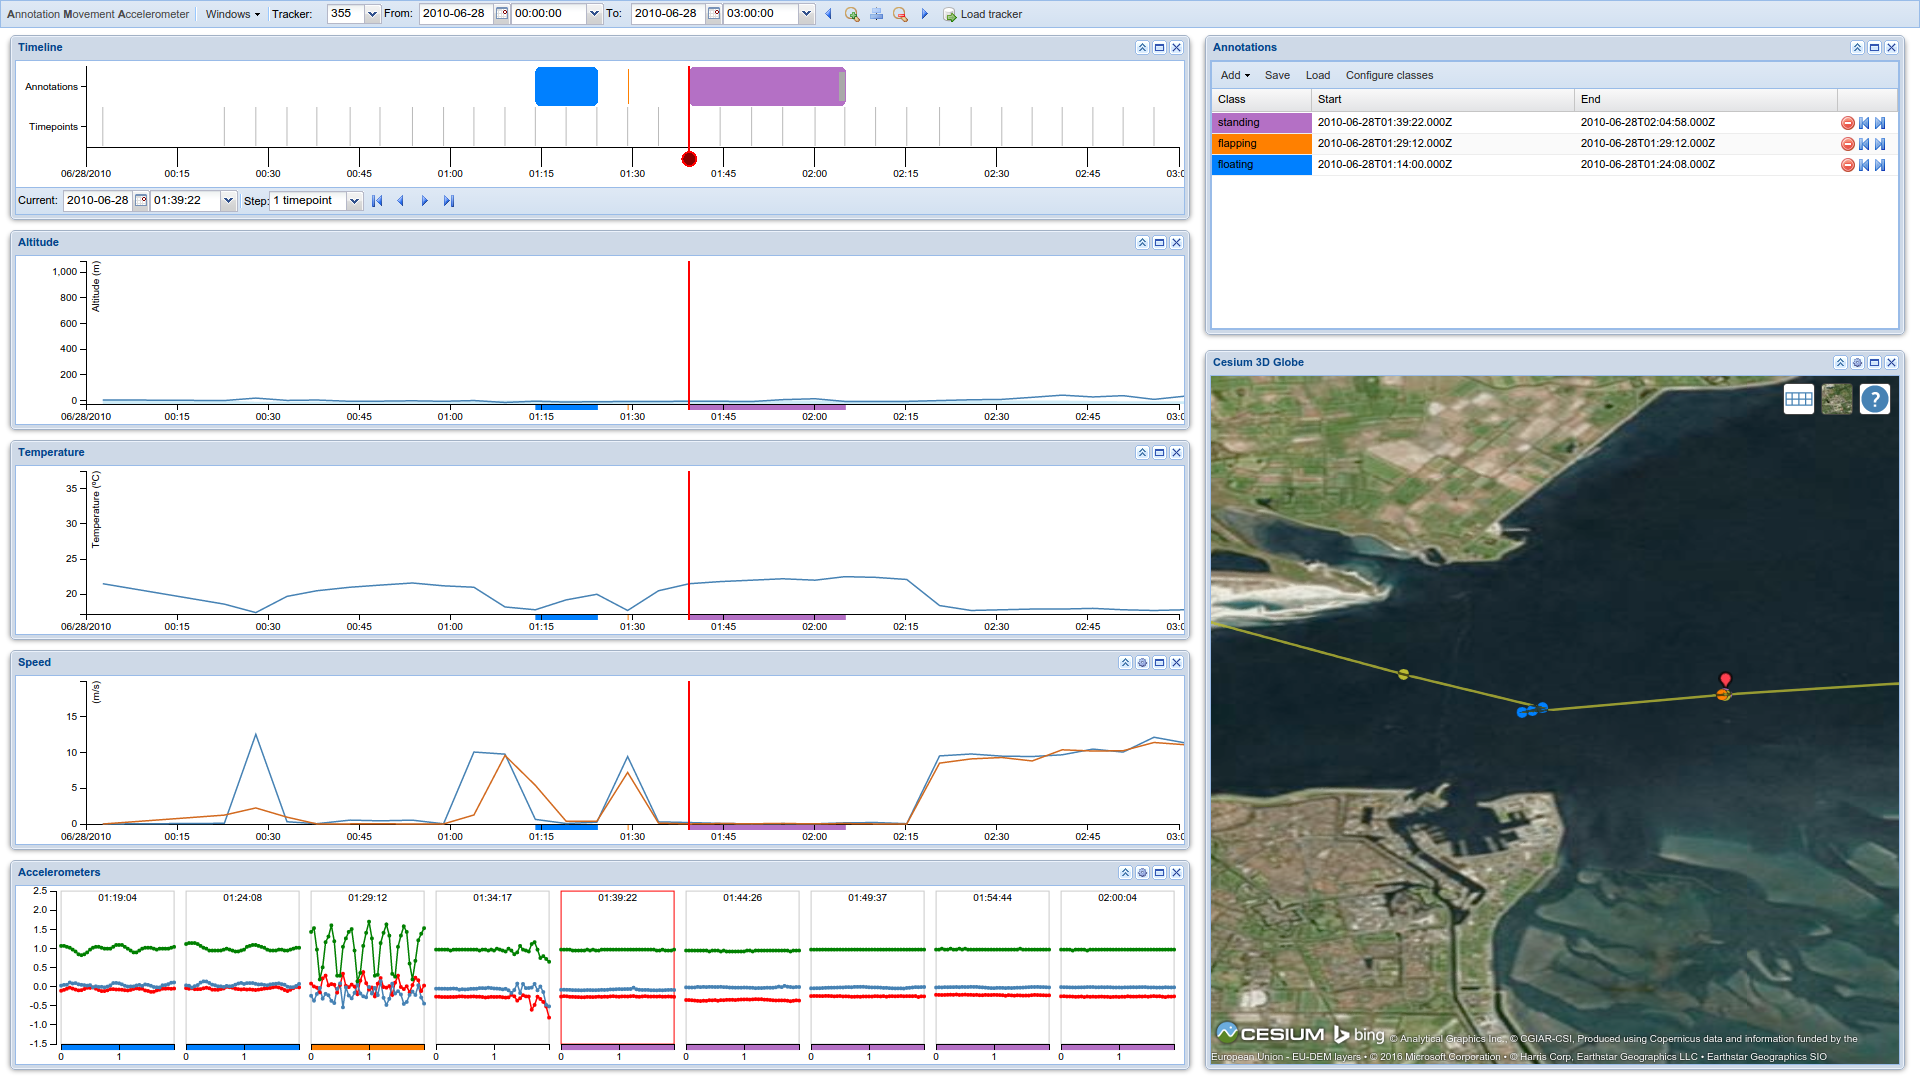 Annotation Movement Accelerometer Windows Tracker: 355 From: 2010-06-28 00:00:00 To: 2010-06-28 03:00:00 Load tracker
Timeline
Annotations
Timepoints
06/28/2010 00:15 00:30 00:45 01:00 01:15 01:30 01:45 02:00 02:15 02:30 02:45 03:0
Current: 2010-06-28 01:39:22 Step: 1 timepoint
Altitude
Altitude (m)
1,000
800
600
400
200
0
06/28/2010 00:15 00:30 00:45 01:00 01:15 01:30 01:45 02:00 02:15 02:30 02:45 03:0
Temperature
Temperature (°C)
35
30
25
20
06/28/2010 00:15 00:30 00:45 01:00 01:15 01:30 01:45 02:00 02:15 02:30 02:45 03:0
Speed
(m/s)
15
10
5
0
06/28/2010 00:15 00:30 00:45 01:00 01:15 01:30 01:45 02:00 02:15 02:30 02:45 03:0
Accelerometers
01:19:04 01:24:08 01:29:12 01:34:17 01:39:22 01:44:26 01:49:37 01:54:44 02:00:04
2.5
2.0
1.5
1.0
0.5
0.0
-0.5
-1.0
-1.5
0 1 0 1 0 1 0 1 0 1 0 1 0 1 0 1 0 1
Annotations
Add Save Load Configure classes
Class Start End
standing 2010-06-28T01:39:22.000Z 2010-06-28T02:04:58.000Z
flapping 2010-06-28T01:29:12.000Z 2010-06-28T01:29:12.000Z
floating 2010-06-28T01:14:00.000Z 2010-06-28T01:24:08.000Z
Cesium 3D Globe
?
CESIUM bing © Analytical Graphics Inc., © CGIAR-CSI, Produced using Copernicus data and information funded by the
European Union - EU-DEM layers • © 2016 Microsoft Corporation • © Harris Corp, Earthstar Geographics LLC • Earthstar Geographics SIO